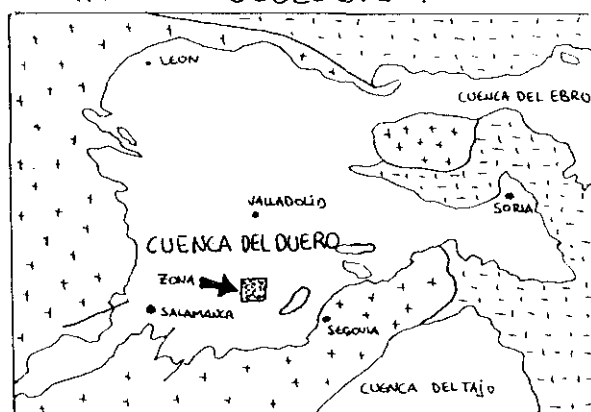 LEON
CUENCA DEL EBRO
VALLADOLID
SORIA
CUENCA DEL DUERO
ZONA
SALAMANCA
SEGOVIA
CUENCA DEL TAJO